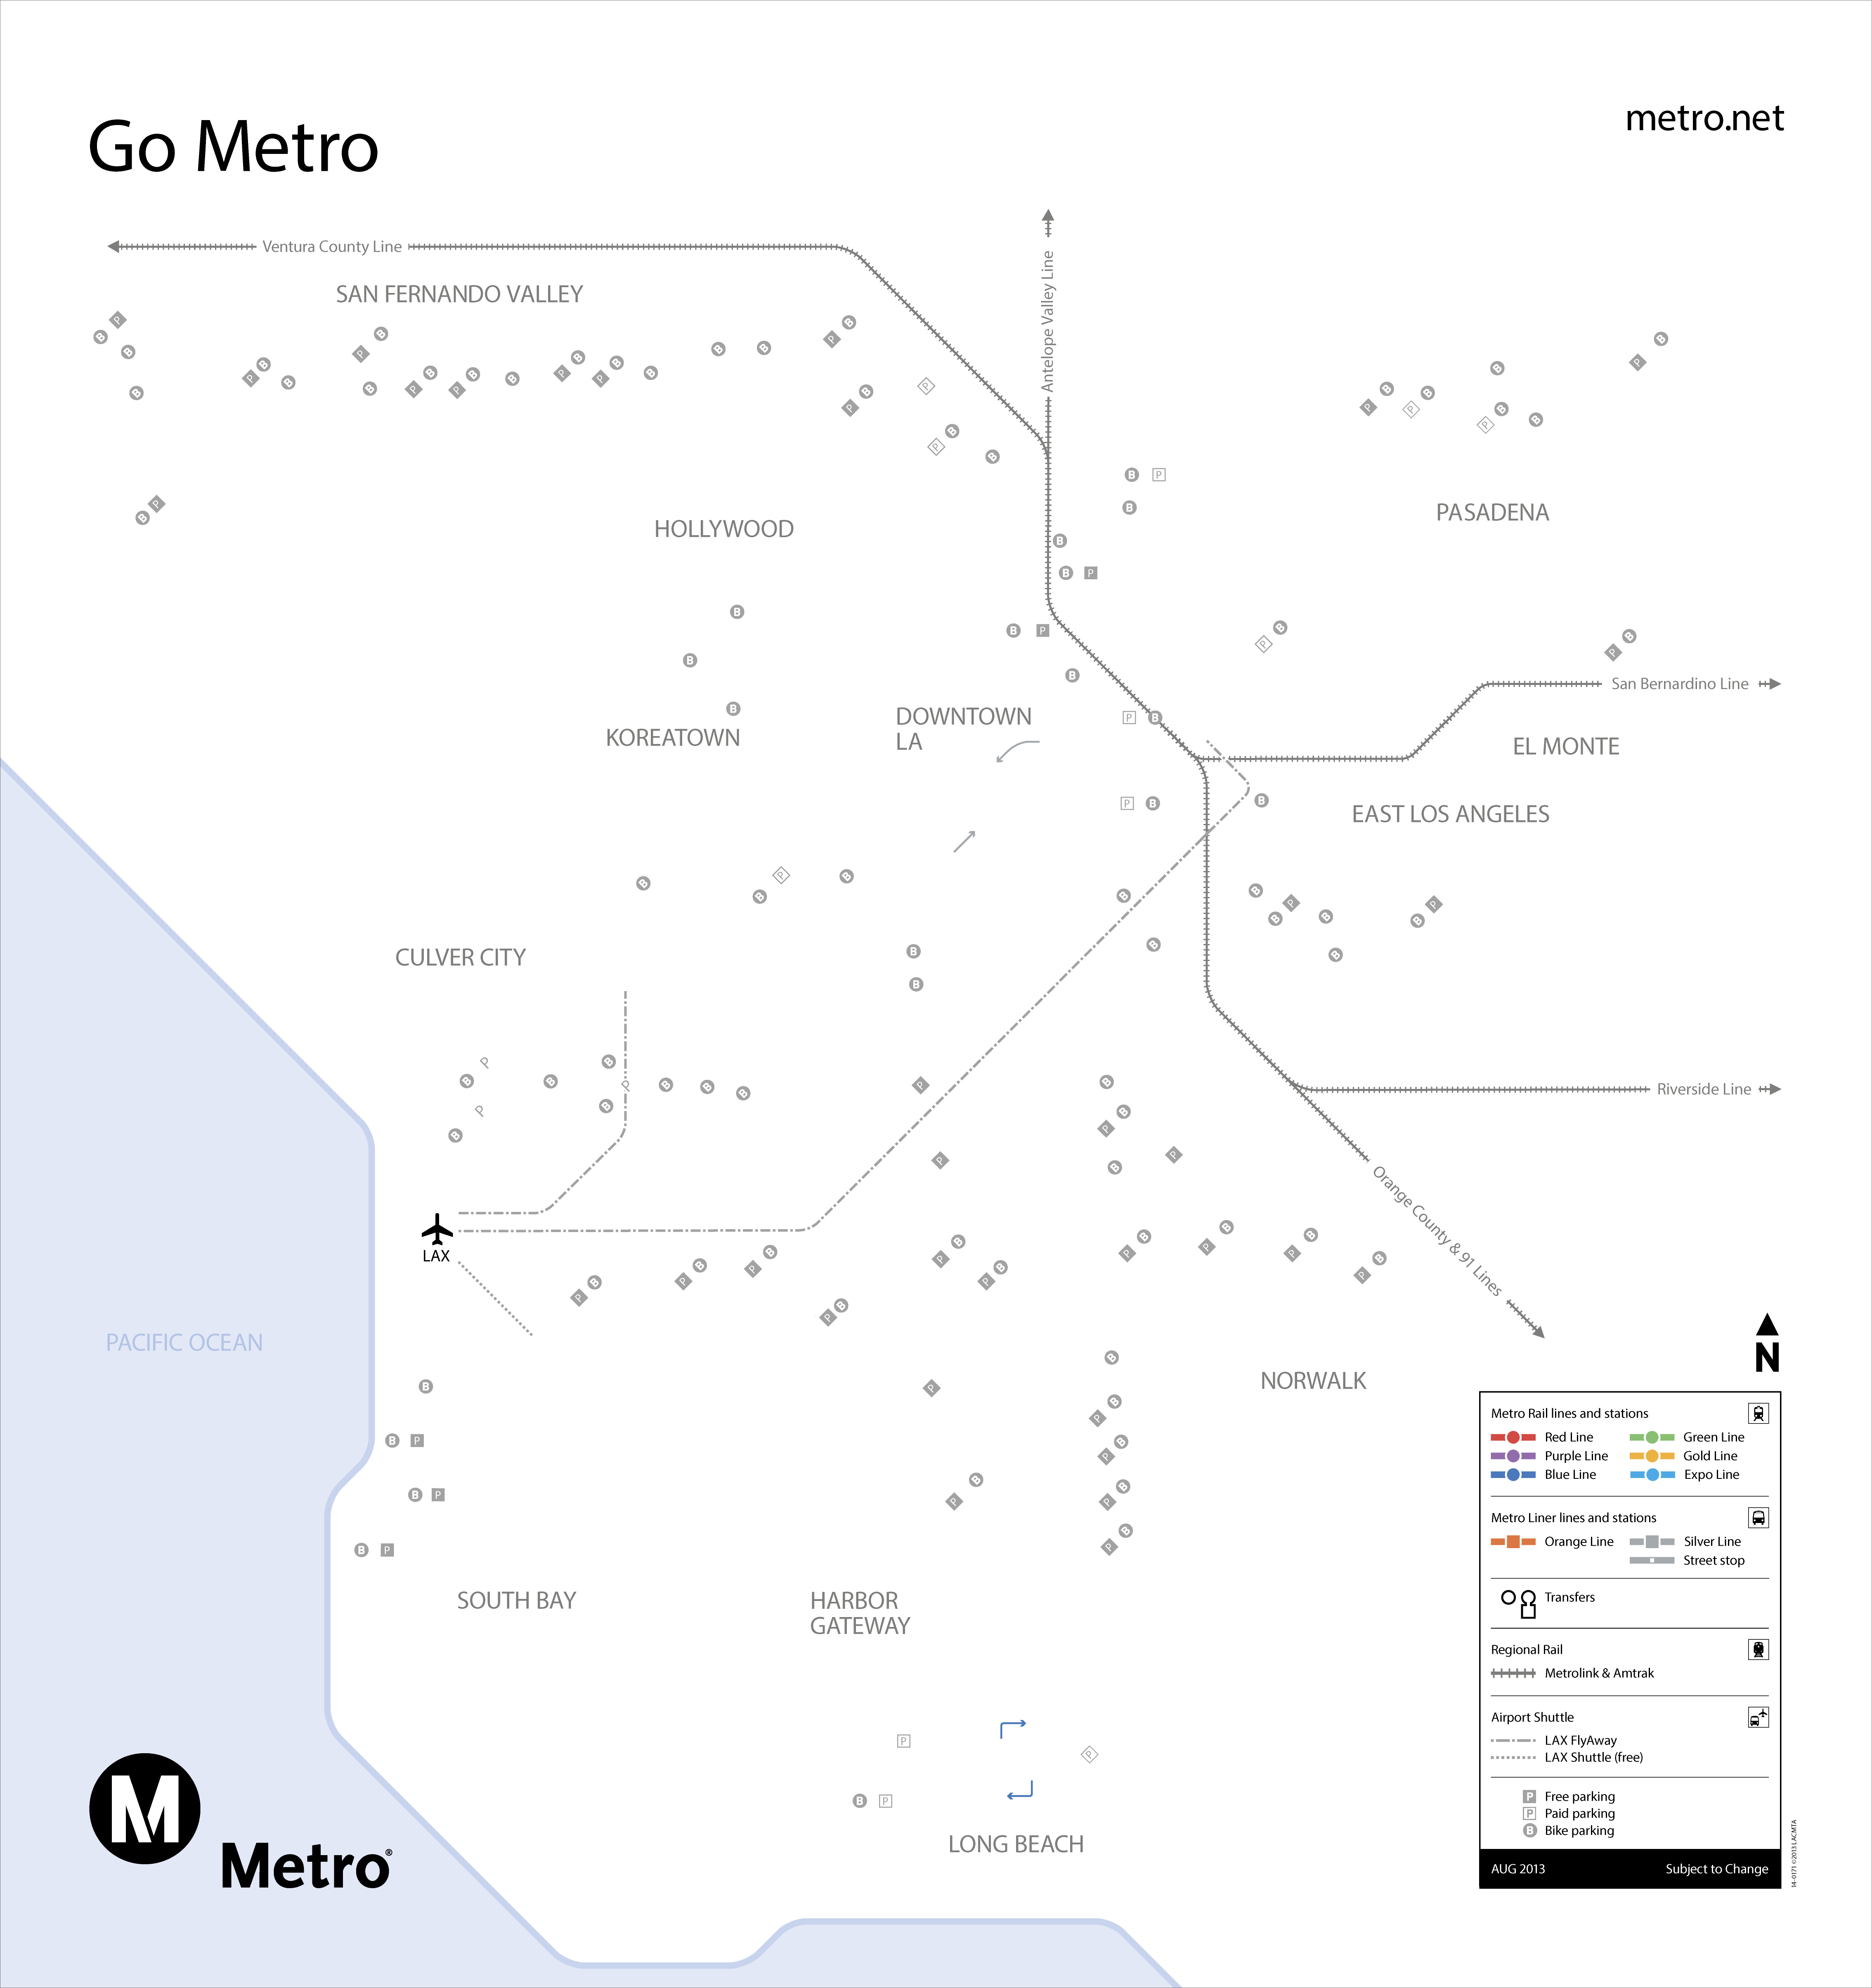 Go Metro
metro.net
Ventura County Line
Antelope Valley Line
SAN FERNANDO VALLEY
HOLLYWOOD
PASADENA
San Bernardino Line
DOWNTOWN
LA
KOREATOWN
EL MONTE
EAST LOS ANGELES
CULVER CITY
Riverside Line
Orange County & 91 Lines
LAX
PACIFIC OCEAN
NORWALK
SOUTH BAY
HARBOR
GATEWAY
LONG BEACH
N
Metro Rail lines and stations
Red Line
Green Line
Purple Line
Gold Line
Blue Line
Expo Line
Metro Liner lines and stations
Orange Line
Silver Line
Street stop
Transfers
Regional Rail
Metrolink & Amtrak
Airport Shuttle
LAX FlyAway
LAX Shuttle (free)
P Free parking
P Paid parking
B Bike parking
AUG 2013
Subject to Change
14-0171 ©2013 LACMTA
M
Metro®